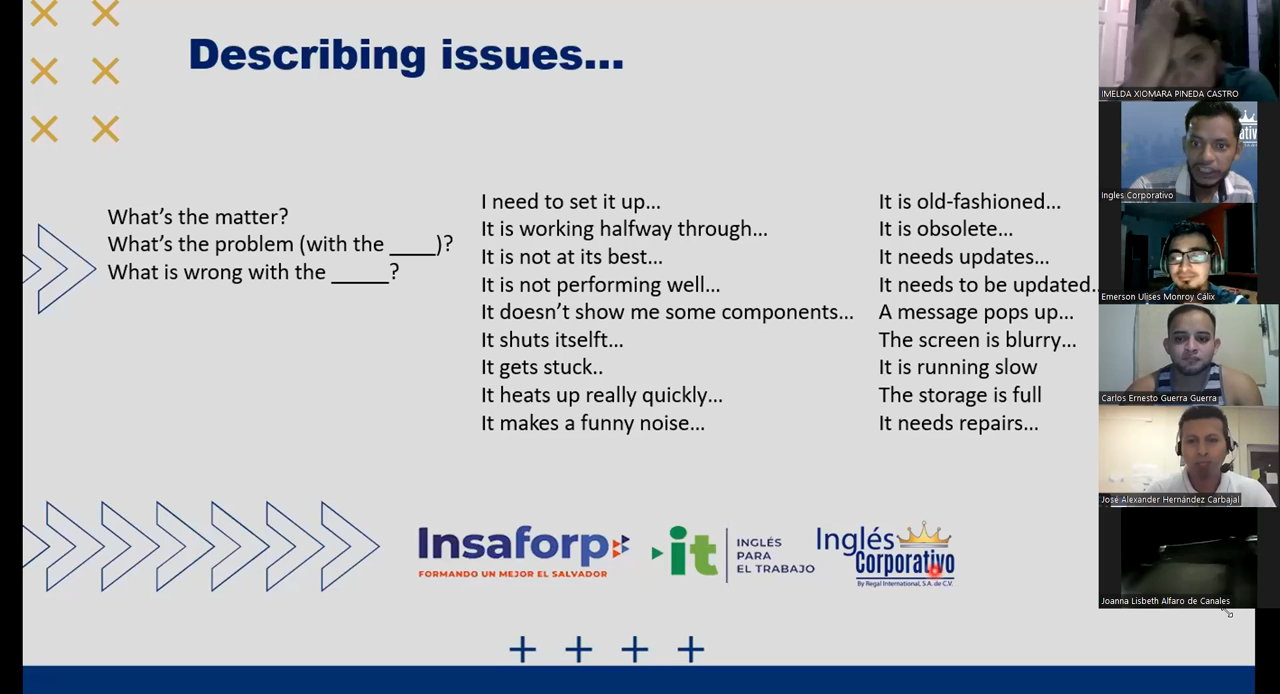 Describing issues...
What's the matter?
What's the problem (with the ____)?
What is wrong with the _____?
I need to set it up...
It is working halfway through...
It is not at its best...
It is not performing well...
It doesn't show me some components...
It shuts itselft...
It gets stuck..
It heats up really quickly...
It makes a funny noise...
It is old-fashioned...
It is obsolete...
It needs updates...
It needs to be updated..
A message pops up...
The screen is blurry...
It is running slow
The storage is full
It needs repairs...
Insaforp
FORMANDO UN MEJOR EL SALVADOR
it
INGLÉS
PARA
EL TRABAJO
Inglés
Corporativo
By Regal International, S.A. de C.V.
IMELDA XIOMARA PINEDA CASTRO
Ingles Corporativo
Emerson Ulises Monroy Cálix
Carlos Ernesto Guerra Guerra
José Alexander Hernández Carbajal
Joanna Lisbeth Alfaro de Canales